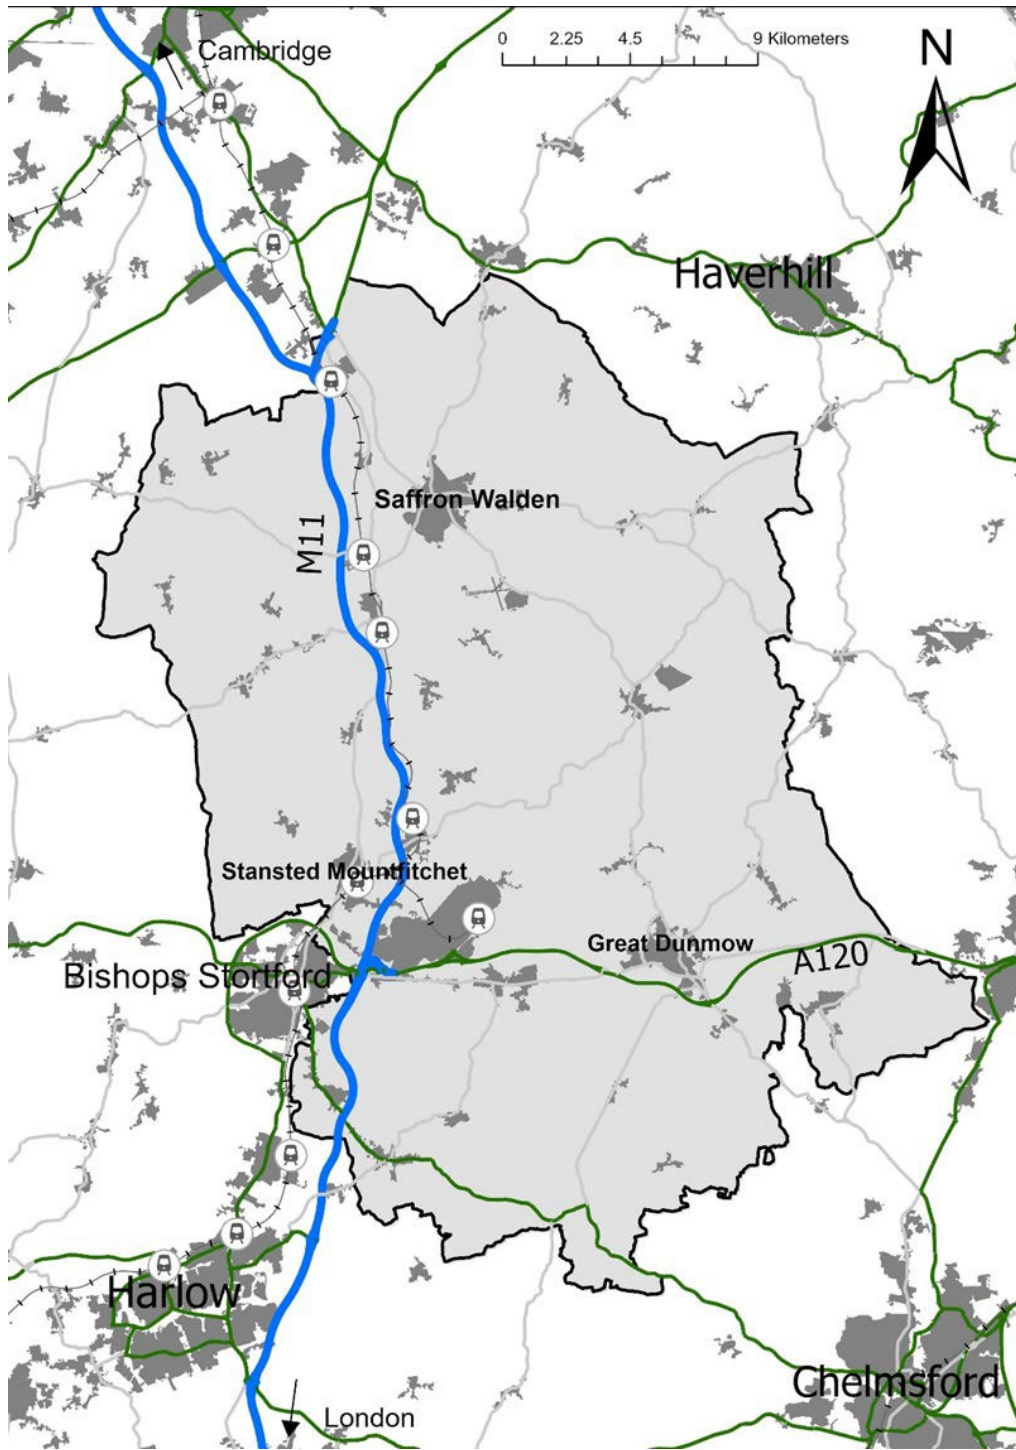 Cambridge
0 2.25 4.5 9 Kilometers
N
Haverhill
Saffron Walden
M11
Stansted Mountfitchet
Great Dunmow
A120
Bishops Stortford
Harlow
Chelmsford
London